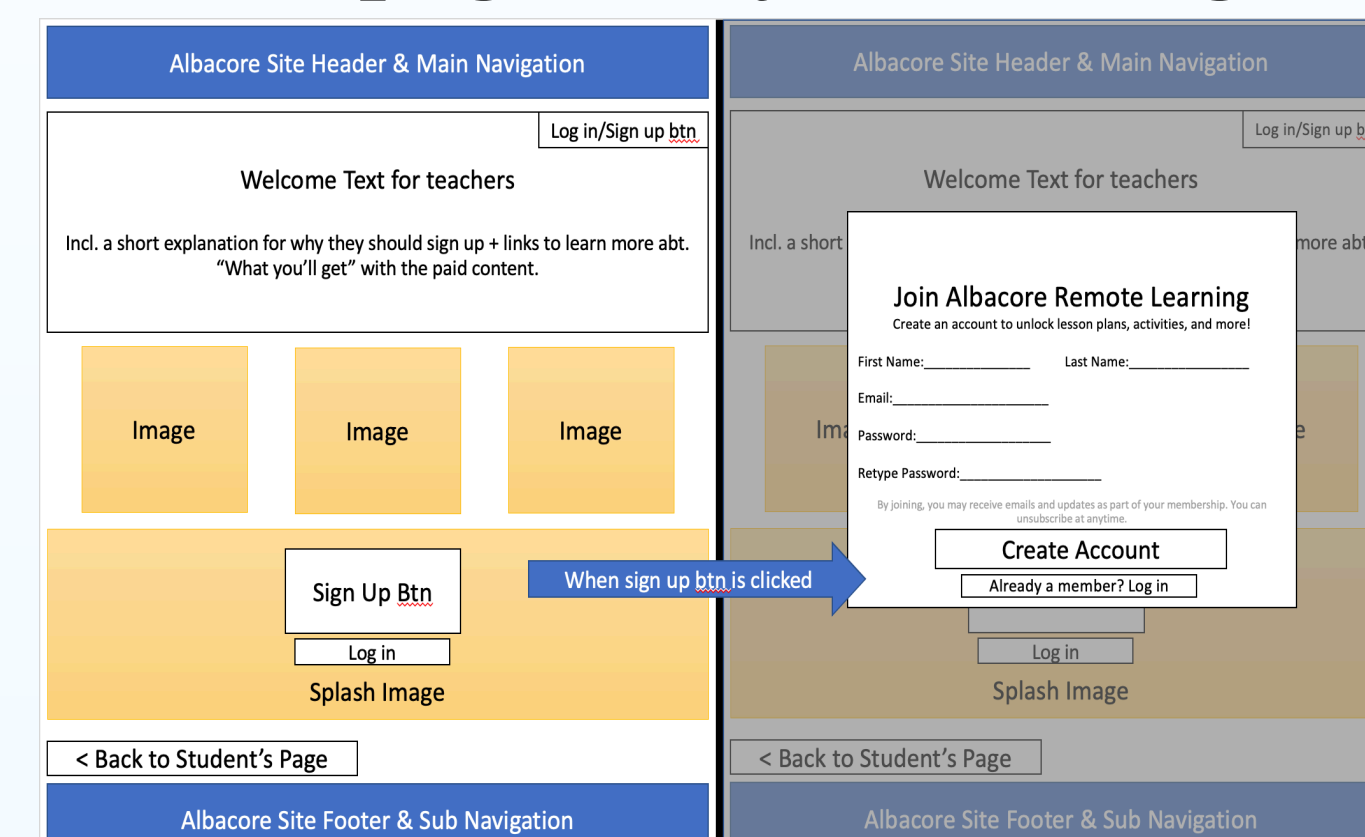 Albacore Site Header & Main Navigation
Log in/Sign up btn
Welcome Text for teachers
Incl. a short explanation for why they should sign up + links to learn more abt.
“What you’ll get” with the paid content.
Image
Image
Image
Sign Up Btn
Log in
Splash Image
< Back to Student’s Page
Albacore Site Footer & Sub Navigation
When sign up btn is clicked
Albacore Site Header & Main Navigation
Log in/Sign up b
Welcome Text for teachers
Incl. a short
more abt
Join Albacore Remote Learning
Create an account to unlock lesson plans, activities, and more!
First Name:_______________ Last Name:_________________
Email:______________________
Password:___________________
Retype Password:____________________
By joining, you may receive emails and updates as part of your membership. You can
unsubscribe at anytime.
Create Account
Already a member? Log in
Ima
e
Log in
Splash Image
< Back to Student’s Page
Albacore Site Footer & Sub Navigation